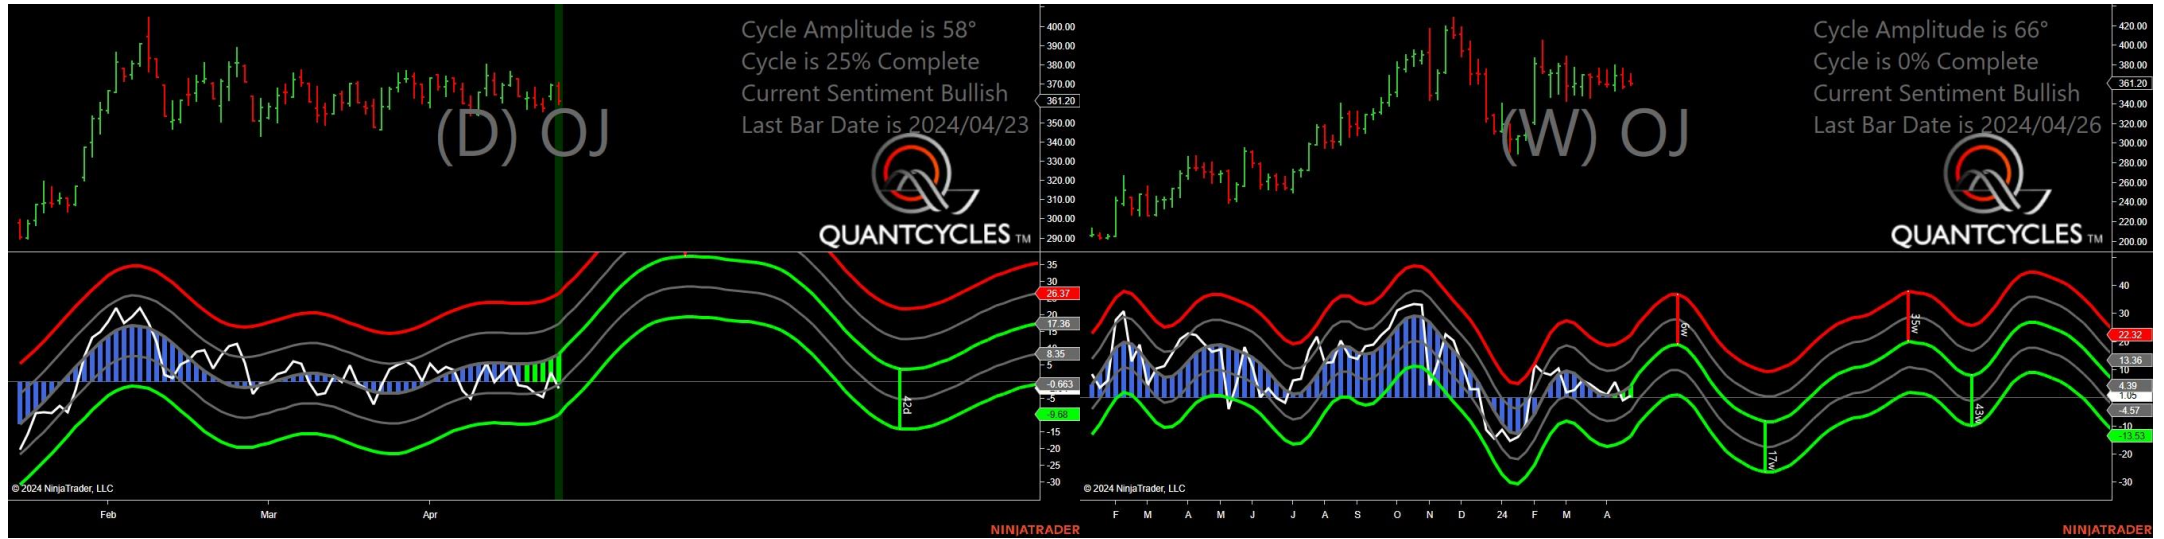 Cycle Amplitude is 58°
Cycle is 25% Complete
Current Sentiment Bullish
Last Bar Date is 2024/04/23
(D) OJ
QUANTCYCLES TM
400.00
390.00
380.00
370.00
361.20
350.00
340.00
330.00
320.00
310.00
300.00
290.00
35
30
26.37
20
17.36
15
8.35
5
-0.663
-5
-9.68
-15
-20
-25
-30
42d
© 2024 NinjaTrader, LLC
Feb Mar Apr
NINJATRADER
Cycle Amplitude is 66°
Cycle is 0% Complete
Current Sentiment Bullish
Last Bar Date is 2024/04/26
(W) OJ
QUANTCYCLES TM
420.00
400.00
380.00
361.20
340.00
320.00
300.00
280.00
260.00
240.00
220.00
200.00
40
30
22.32
20
13.36
10
4.39
1.05
-4.57
-10
-13.53
-30
6w
17w
35w
43w
© 2024 NinjaTrader, LLC
F M A M J J A S O N D 24 F M A
NINJATRADER